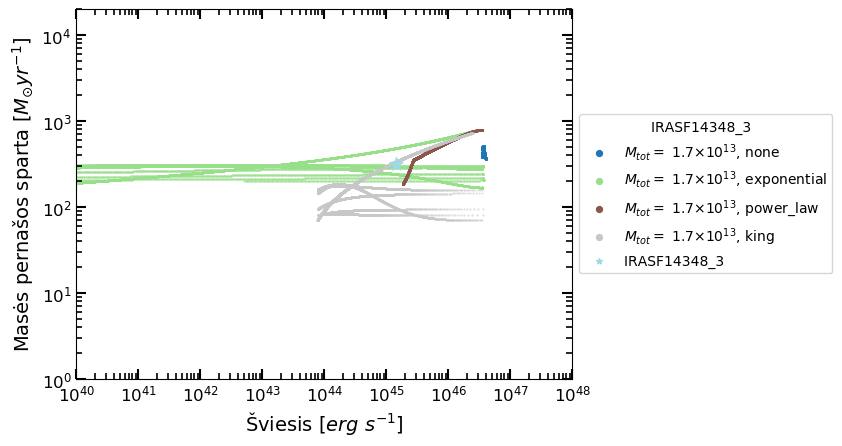 10⁴
10³
10²
10¹
10⁰
Masės pernašos sparta [M⊙yr⁻¹]
10⁴⁰ 10⁴¹ 10⁴² 10⁴³ 10⁴⁴ 10⁴⁵ 10⁴⁶ 10⁴⁷ 10⁴⁸
Šviesis [erg s⁻¹]
IRASF14348_3
M_tot = 1.7×10¹³, none
M_tot = 1.7×10¹³, exponential
M_tot = 1.7×10¹³, power_law
M_tot = 1.7×10¹³, king
IRASF14348_3